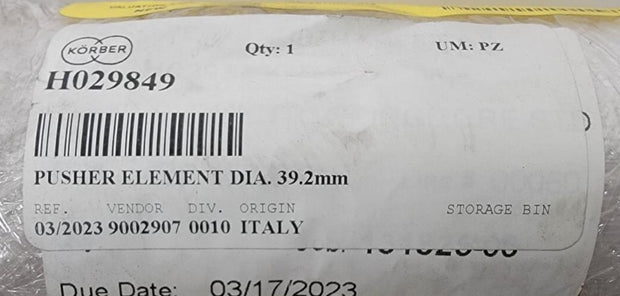 KÖRBER Qty: 1 UM: PZ
H029849
PUSHER ELEMENT DIA. 39.2mm
REF. VENDOR DIV. ORIGIN STORAGE BIN
03/2023 9002907 0010 ITALY
Due Date: 03/17/2023